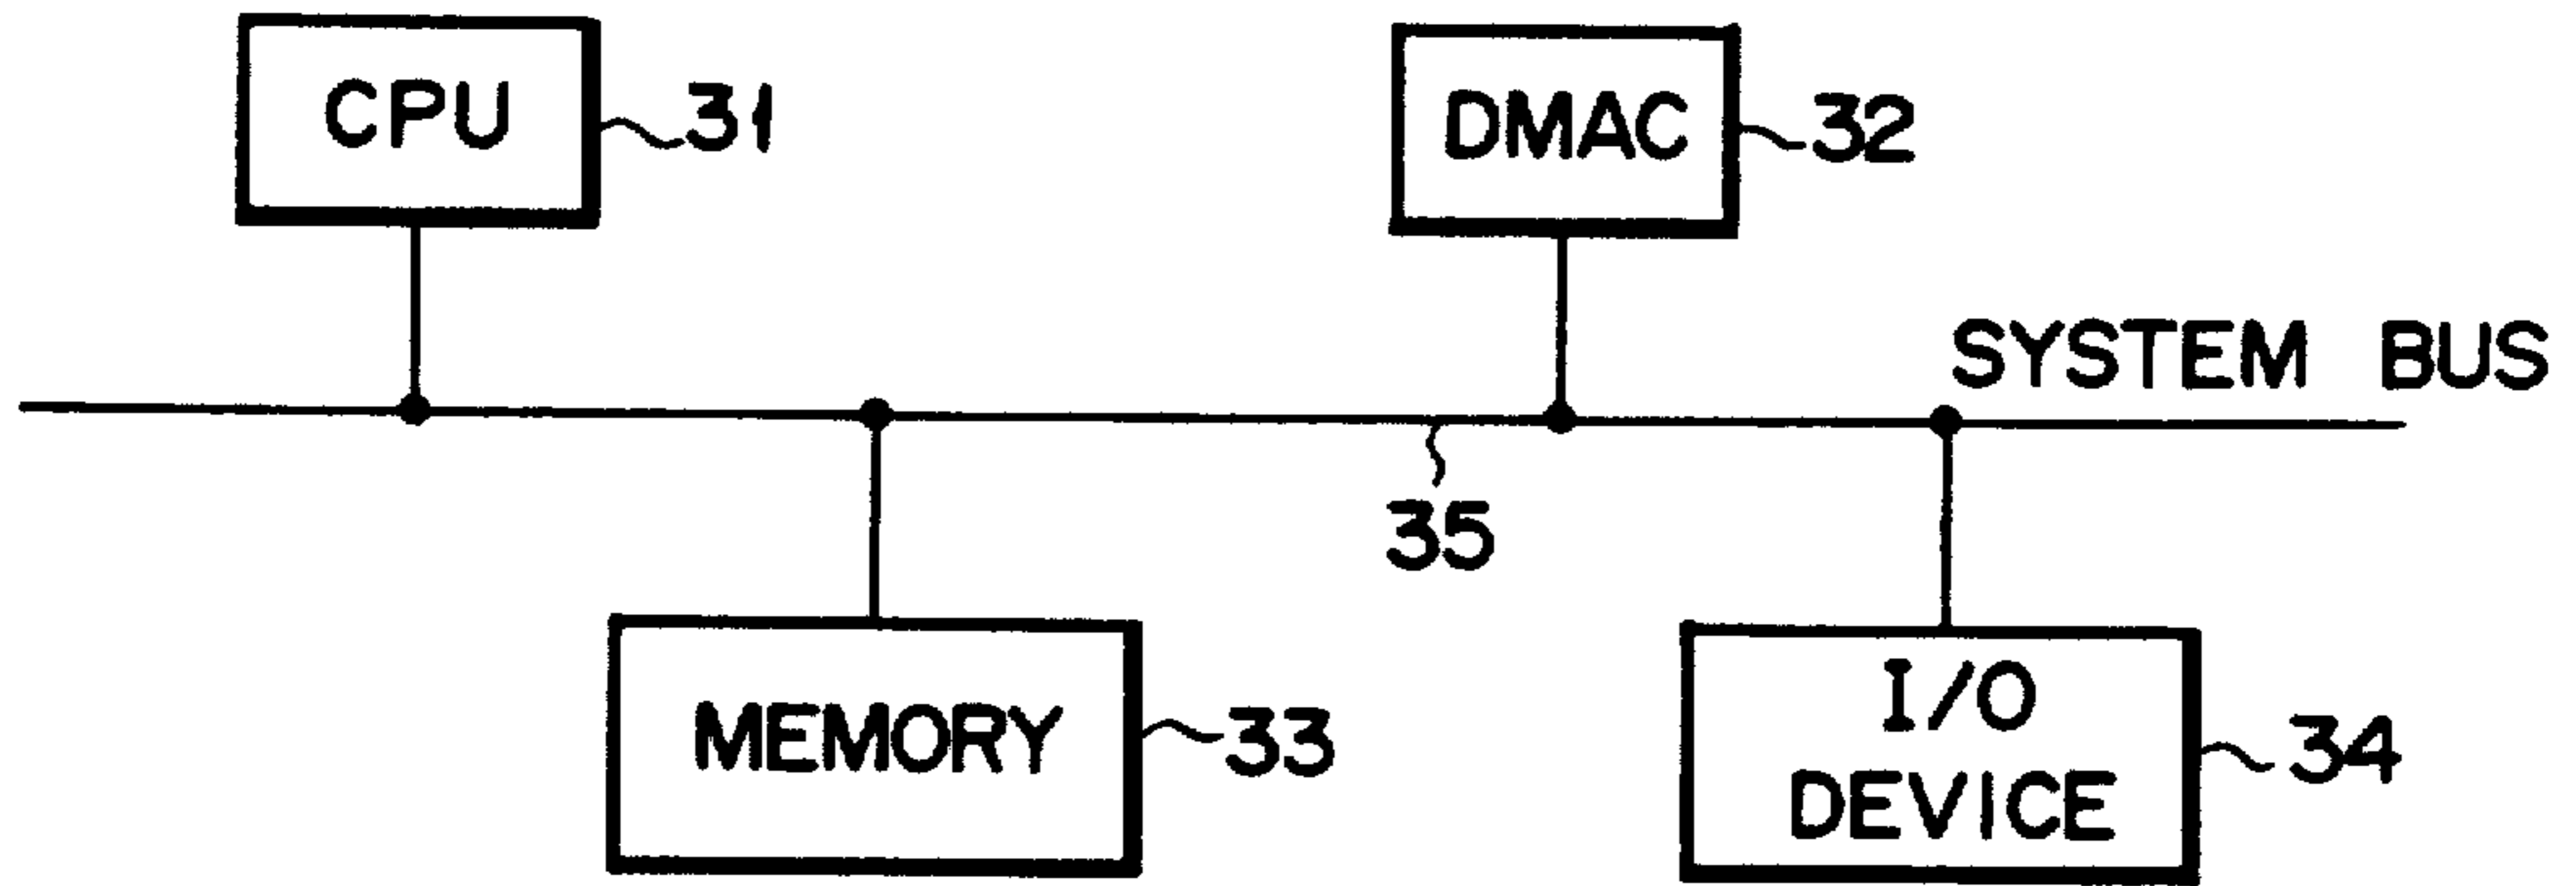 CPU
31
DMAC
32
SYSTEM BUS
35
MEMORY
33
I/O
DEVICE
34